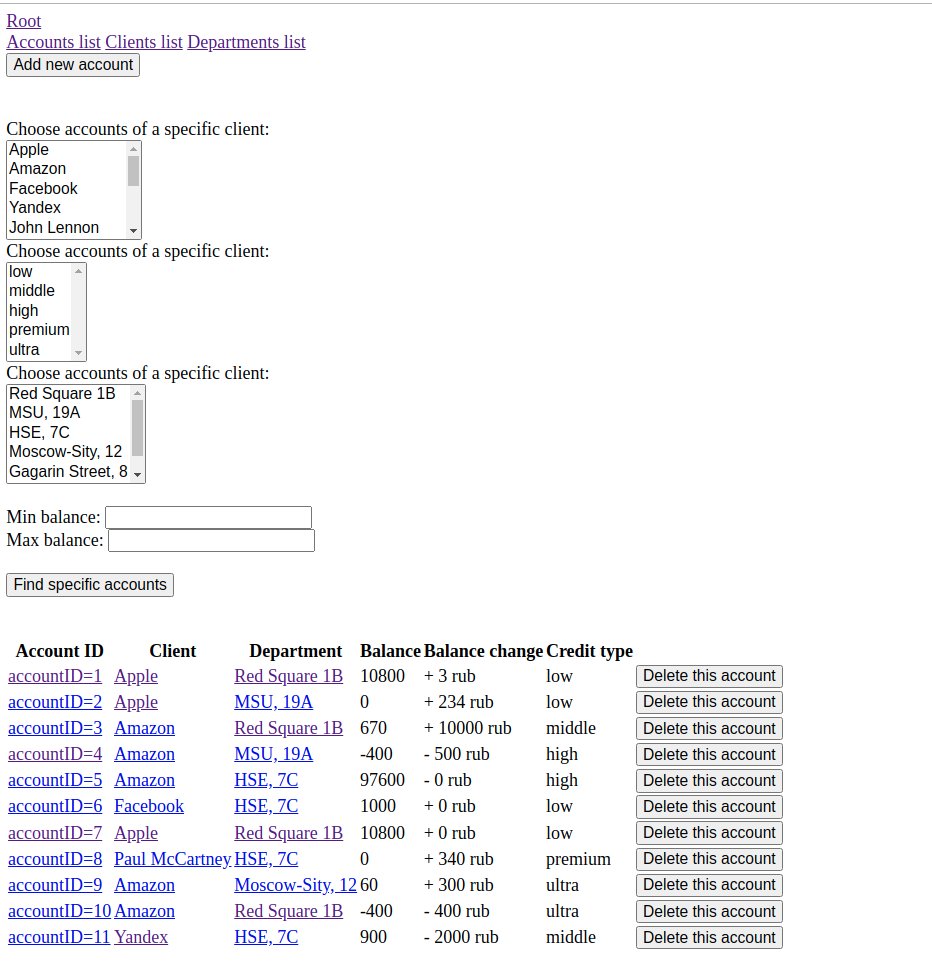 Root
Accounts list Clients list Departments list
Add new account
Choose accounts of a specific client:
Apple
Amazon
Facebook
Yandex
John Lennon
Choose accounts of a specific client:
low
middle
high
premium
ultra
Choose accounts of a specific client:
Red Square 1B
MSU, 19A
HSE, 7C
Moscow-Sity, 12
Gagarin Street, 8
Min balance:
Max balance:
Find specific accounts
Account ID Client Department Balance Balance change Credit type
accountID=1 Apple Red Square 1B 10800 + 3 rub low Delete this account
accountID=2 Apple MSU, 19A 0 + 234 rub low Delete this account
accountID=3 Amazon Red Square 1B 670 + 10000 rub middle Delete this account
accountID=4 Amazon MSU, 19A -400 - 500 rub high Delete this account
accountID=5 Amazon HSE, 7C 97600 - 0 rub high Delete this account
accountID=6 Facebook HSE, 7C 1000 + 0 rub low Delete this account
accountID=7 Apple Red Square 1B 10800 + 0 rub low Delete this account
accountID=8 Paul McCartney HSE, 7C 0 + 340 rub premium Delete this account
accountID=9 Amazon Moscow-Sity, 12 60 + 300 rub ultra Delete this account
accountID=10 Amazon Red Square 1B -400 - 400 rub ultra Delete this account
accountID=11 Yandex HSE, 7C 900 - 2000 rub middle Delete this account